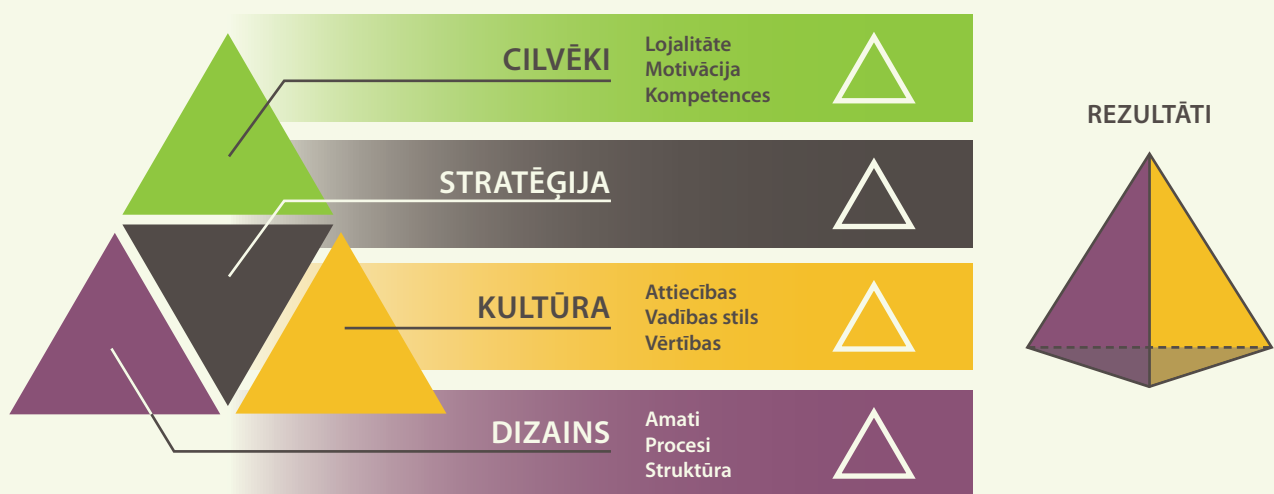 CILVĒKI
Lojalitāte
Motivācija
Kompetences
STRATĒĢIJA
KULTŪRA
Attiecības
Vadības stils
Vērtības
DIZAINS
Amati
Procesi
Struktūra
REZULTĀTI